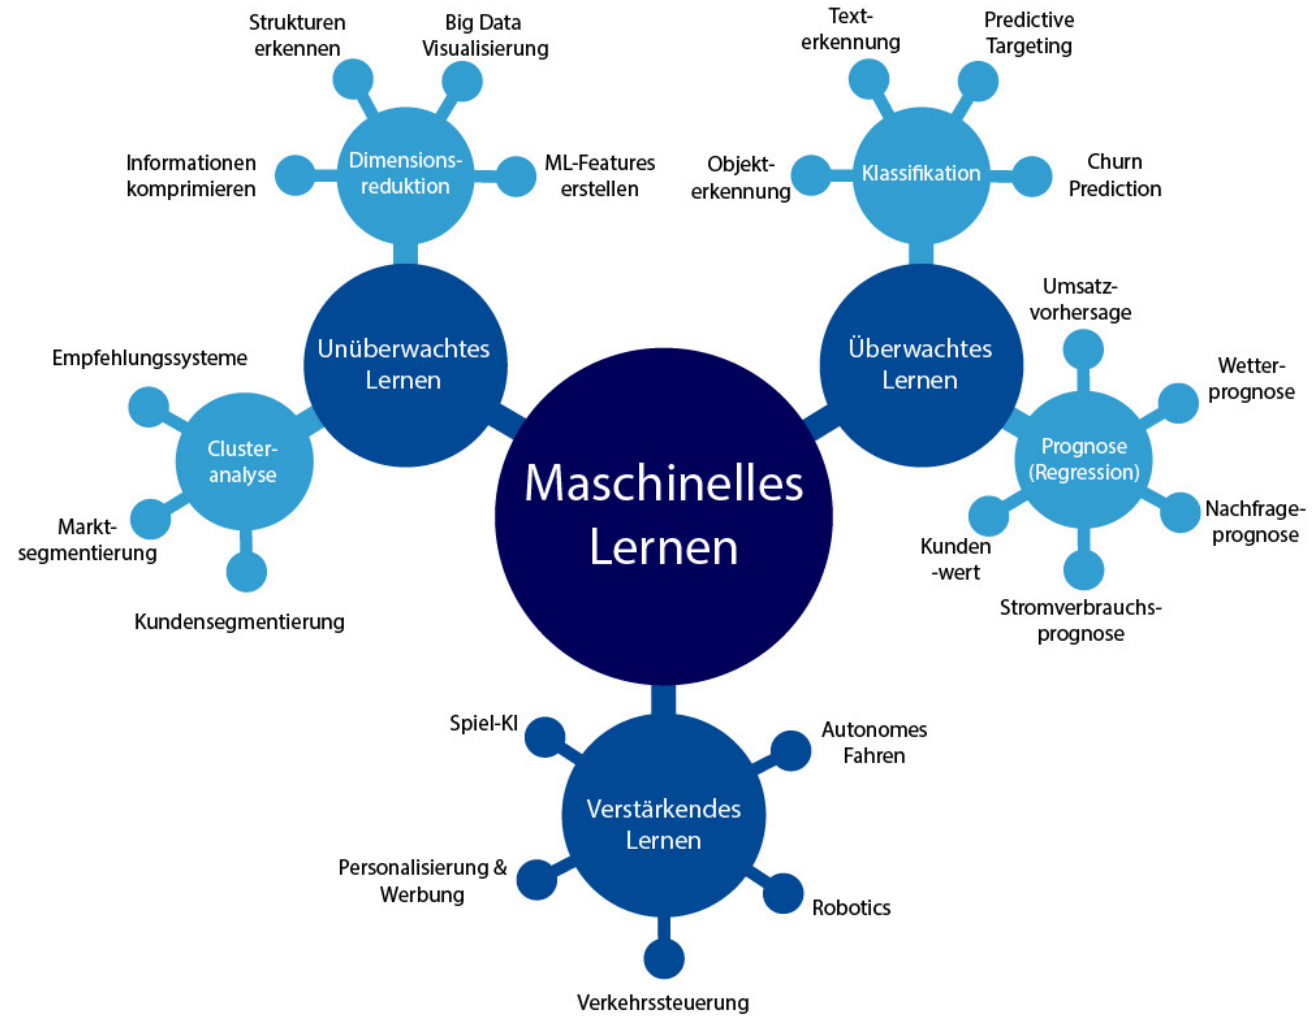 Strukturen
erkennen
Big Data
Visualisierung
Informationen
komprimieren
Dimensions-
reduktion
ML-Features
erstellen
Text-
erkennung
Predictive
Targeting
Objekt-
erkennung
Klassifikation
Churn
Prediction
Unüberwachtes
Lernen
Überwachtes
Lernen
Empfehlungssysteme
Cluster-
analyse
Markt-
segmentierung
Kundensegmentierung
Umsatz-
vorhersage
Wetter-
prognose
Prognose
(Regression)
Nachfrage-
prognose
Kunden
-wert
Stromverbrauchs-
prognose
Maschinelles
Lernen
Spiel-KI
Autonomes
Fahren
Verstärkendes
Lernen
Personalisierung &
Werbung
Robotics
Verkehrssteuerung